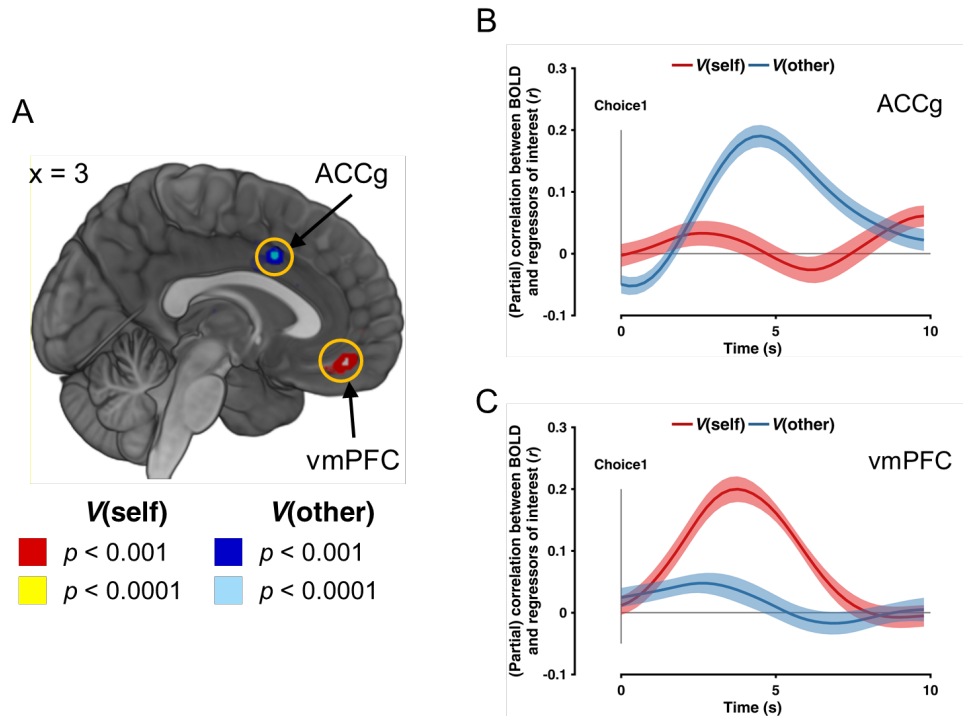 A
x = 3
ACCg
vmPFC
V(self)
V(other)
p < 0.001
p < 0.001
p < 0.0001
p < 0.0001
B
V(self)
V(other)
ACCg
Choice1
(Partial) correlation between BOLD
and regressors of interest (r)
0.3
0.2
0.1
0
-0.1
0
5
10
Time (s)
C
V(self)
V(other)
vmPFC
Choice1
(Partial) correlation between BOLD
and regressors of interest (r)
0.3
0.2
0.1
0
-0.1
0
5
10
Time (s)